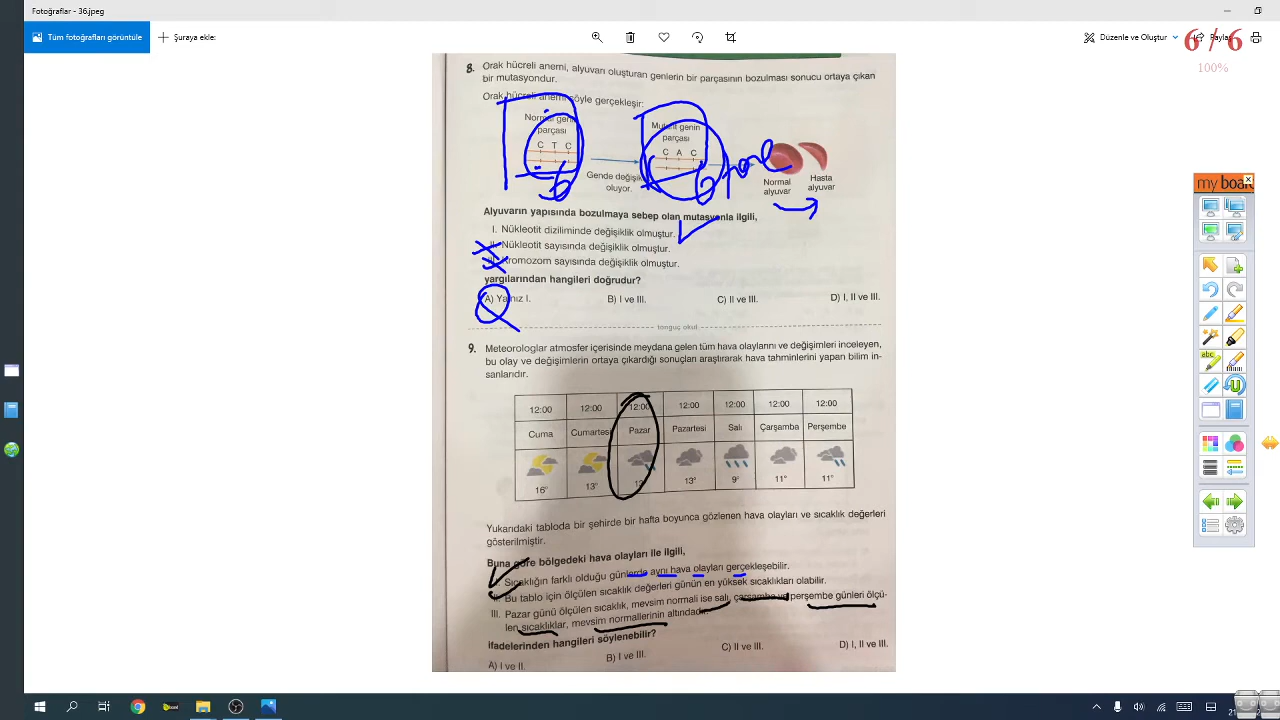 Fotoğraflar - 36.jpeg
Tüm fotoğrafları görüntüle
Şuraya ekle:
Düzenle ve Oluştur
6 / 6
100%
8. Orak hücreli anemi, alyuvarı oluşturan genlerin bir parçasının bozulması sonucu ortaya çıkan
bir mutasyondur.
Orak hücreli anemi şöyle gerçekleşir:
Normal genin
parçası
C T C
Gende değişiklik
oluyor.
Mutant genin
parçası
C A C
Normal
alyuvar
Hasta
alyuvar
Alyuvarın yapısında bozulmaya sebep olan mutasyonla ilgili,
I. Nükleotit diziliminde değişiklik olmuştur.
II. Nükleotit sayısında değişiklik olmuştur.
III. Kromozom sayısında değişiklik olmuştur.
yargılarından hangileri doğrudur?
A) Yalnız I. B) I ve III. C) II ve III. D) I, II ve III.
tonguç okul
9. Meteorologlar atmosfer içerisinde meydana gelen tüm hava olaylarını ve değişimleri inceleyen,
bu olay ve değişimlerin ortaya çıkardığı sonuçları araştırarak hava tahminlerini yapan bilim in-
sanlarıdır.
12:00 12:00 12:00 12:00 12:00 12:00 12:00
Cuma Cumartesi Pazar Pazartesi Salı Çarşamba Perşembe
16° 13° 13° 9° 11° 11°
Yukarıdaki tabloda bir şehirde bir hafta boyunca gözlenen hava olayları ve sıcaklık değerleri
gösterilmiştir.
Buna göre bölgedeki hava olayları ile ilgili,
Sıcaklığın farklı olduğu günlerde aynı hava olayları gerçekleşebilir.
II. Bu tablo için ölçülen sıcaklık değerleri günün en yüksek sıcaklıkları olabilir.
III. Pazar günü ölçülen sıcaklık, mevsim normali ise salı, çarşamba ve perşembe günleri ölçü-
len sıcaklıklar, mevsim normallerinin altındadır.
ifadelerinden hangileri söylenebilir?
A) I ve II. B) I ve III. C) II ve III. D) I, II ve III.
my board
abc